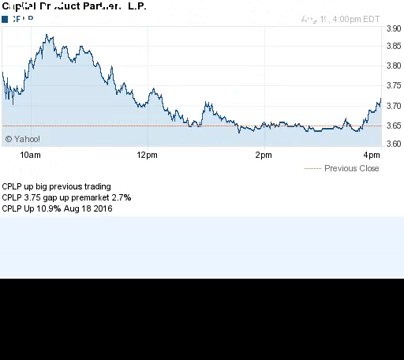 Capital Product Partners L.P.
CPLP
4:00pm EDT
3.90
3.85
3.80
3.75
3.70
3.65
3.60
© Yahoo!
10am 12pm 2pm 4pm
Previous Close
CPLP up big previous trading
CPLP 3.75 gap up premarket 2.7%
CPLP Up 10.9% Aug 18 2016